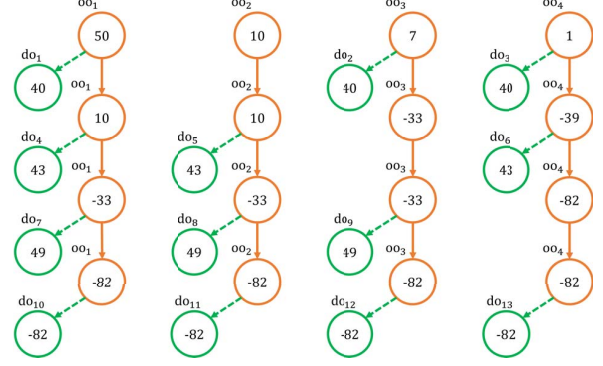 oo₁ oo₂ oo₃ oo₄
50 10 7 1
do₁ do₂ do₃
40 oo₁ oo₂ 40 oo₃ 40 oo₄
10 10 -33 -39
do₄ do₅ do₆
43 oo₁ 43 oo₂ oo₃ 43 oo₄
-33 -33 -33 -82
do₇ do₈ do₉
49 oo₁ 49 oo₂ 49 oo₃ oo₄
-82 -82 -82 -82
do₁₀ do₁₁ do₁₂ do₁₃
-82 -82 -82 -82